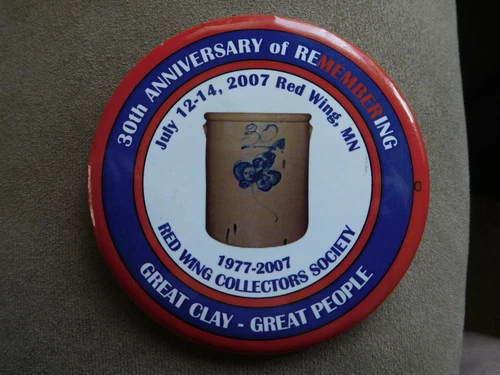 30th ANNIVERSARY of REMEMBERING
July 12-14, 2007 Red Wing, MN
30
1977-2007
RED WING COLLECTORS SOCIETY
GREAT CLAY - GREAT PEOPLE